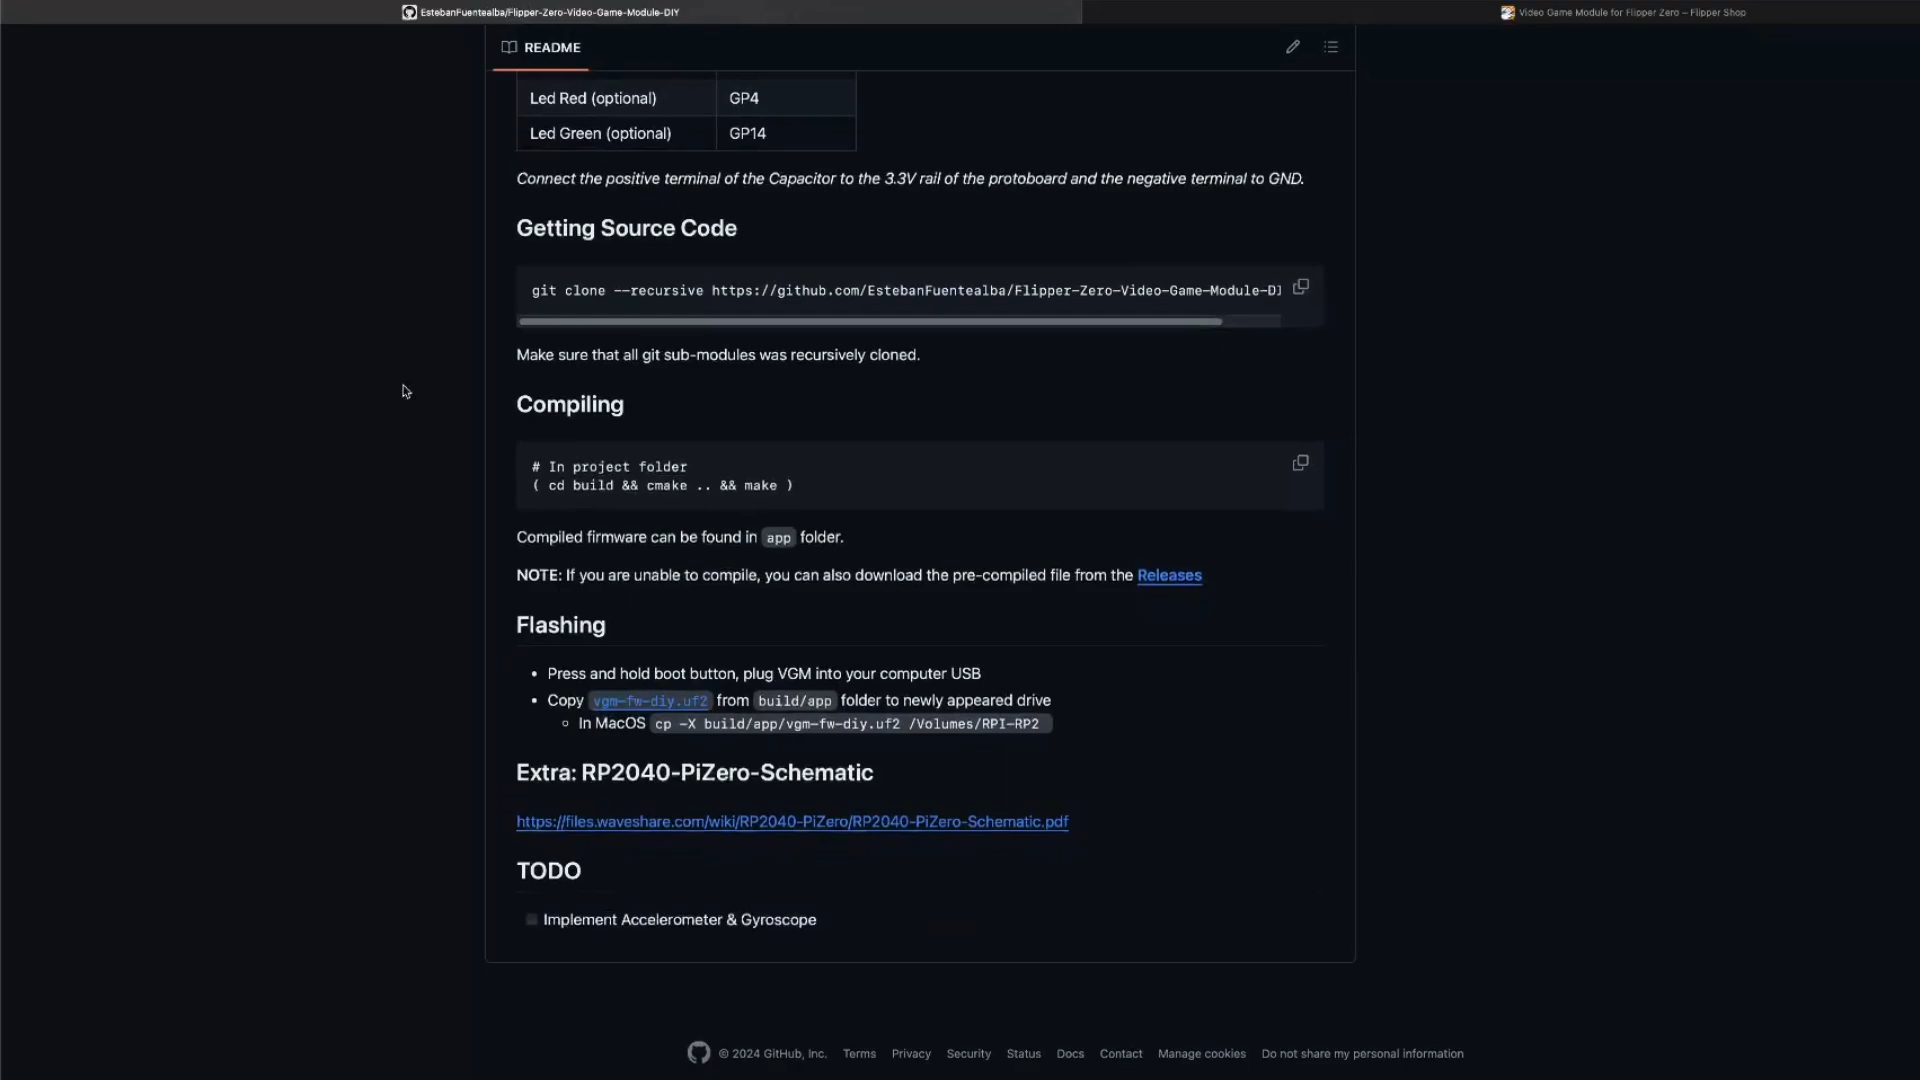 EstebanFuentealba/Flipper-Zero-Video-Game-Module-DIY
Video Game Module for Flipper Zero – Flipper Shop
README
Led Red (optional) GP4
Led Green (optional) GP14
Connect the positive terminal of the Capacitor to the 3.3V rail of the protoboard and the negative terminal to GND.
Getting Source Code
git clone --recursive https://github.com/EstebanFuentealba/Flipper-Zero-Video-Game-Module-DI
Make sure that all git sub-modules was recursively cloned.
Compiling
# In project folder
( cd build && cmake .. && make )
Compiled firmware can be found in app folder.
NOTE: If you are unable to compile, you can also download the pre-compiled file from the Releases
Flashing
• Press and hold boot button, plug VGM into your computer USB
• Copy vgm-fw-diy.uf2 from build/app folder to newly appeared drive
○ In MacOS cp -X build/app/vgm-fw-diy.uf2 /Volumes/RPI-RP2
Extra: RP2040-PiZero-Schematic
https://files.waveshare.com/wiki/RP2040-PiZero/RP2040-PiZero-Schematic.pdf
TODO
Implement Accelerometer & Gyroscope
© 2024 GitHub, Inc. Terms Privacy Security Status Docs Contact Manage cookies Do not share my personal information